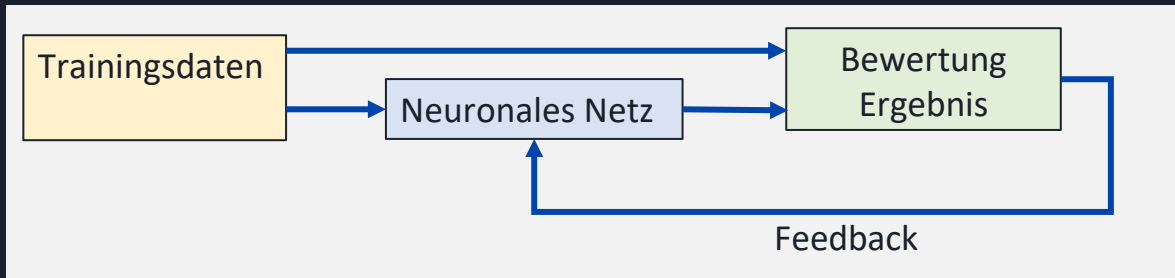 Trainingsdaten
Neuronales Netz
Bewertung
Ergebnis
Feedback